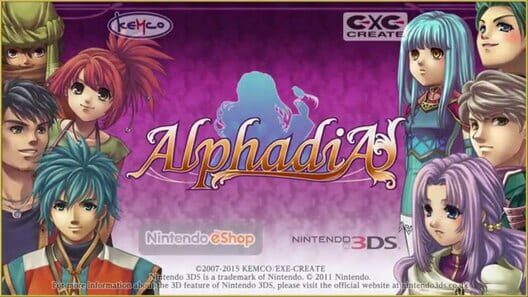 KEMCO
EXE
CREATE
AlphadiA
Nintendo eShop
NINTENDO 3DS
©2007-2015 KEMCO/EXE-CREATE
Nintendo 3DS is a trademark of Nintendo. © 2011 Nintendo.
For more information about the 3D feature of Nintendo 3DS, please visit the official website at nintendo3ds.co